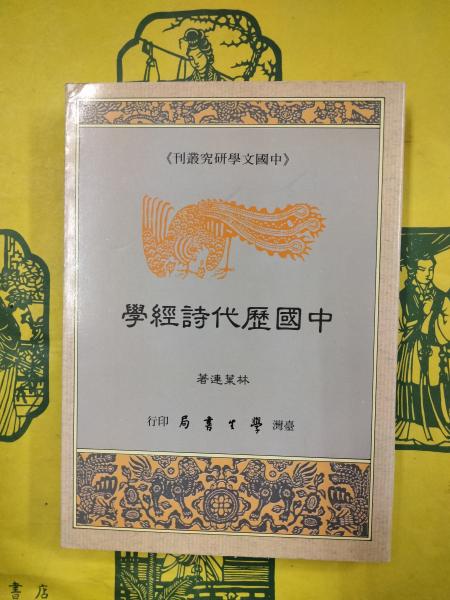 《中國文學研究叢刊》
中國歷代詩經學
林葉連著
臺灣 學生書局 印行
店